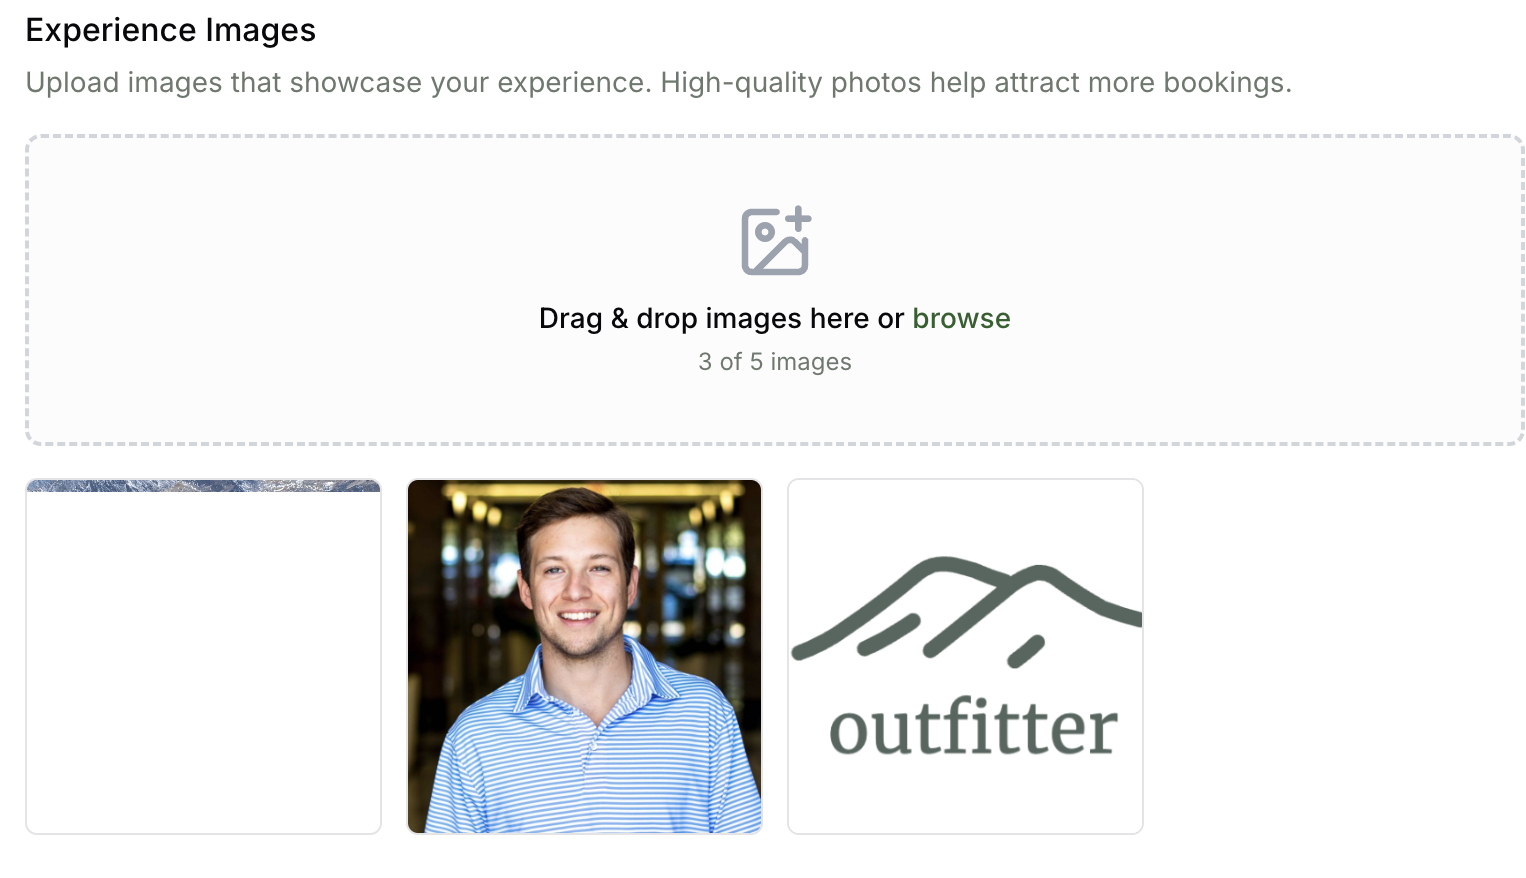 Experience Images
Upload images that showcase your experience. High-quality photos help attract more bookings.
Drag & drop images here or browse
3 of 5 images
outfitter